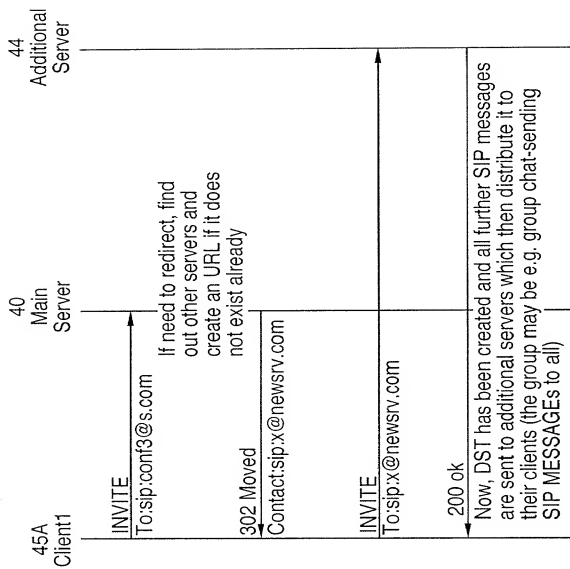 45A
Client1
40
Main
Server
44
Additional
Server
INVITE
To:sip:conf3@s.com
If need to redirect, find
out other servers and
create an URL if it does
not exist already
302 Moved
Contact:sip:x@newsrv.com
INVITE
To:sip:x@newsrv.com
200 ok
Now, DST has been created and all further SIP messages
are sent to additional servers which then distribute it to
their clients (the group may be e.g. group chat-sending
SIP MESSAGEs to all)